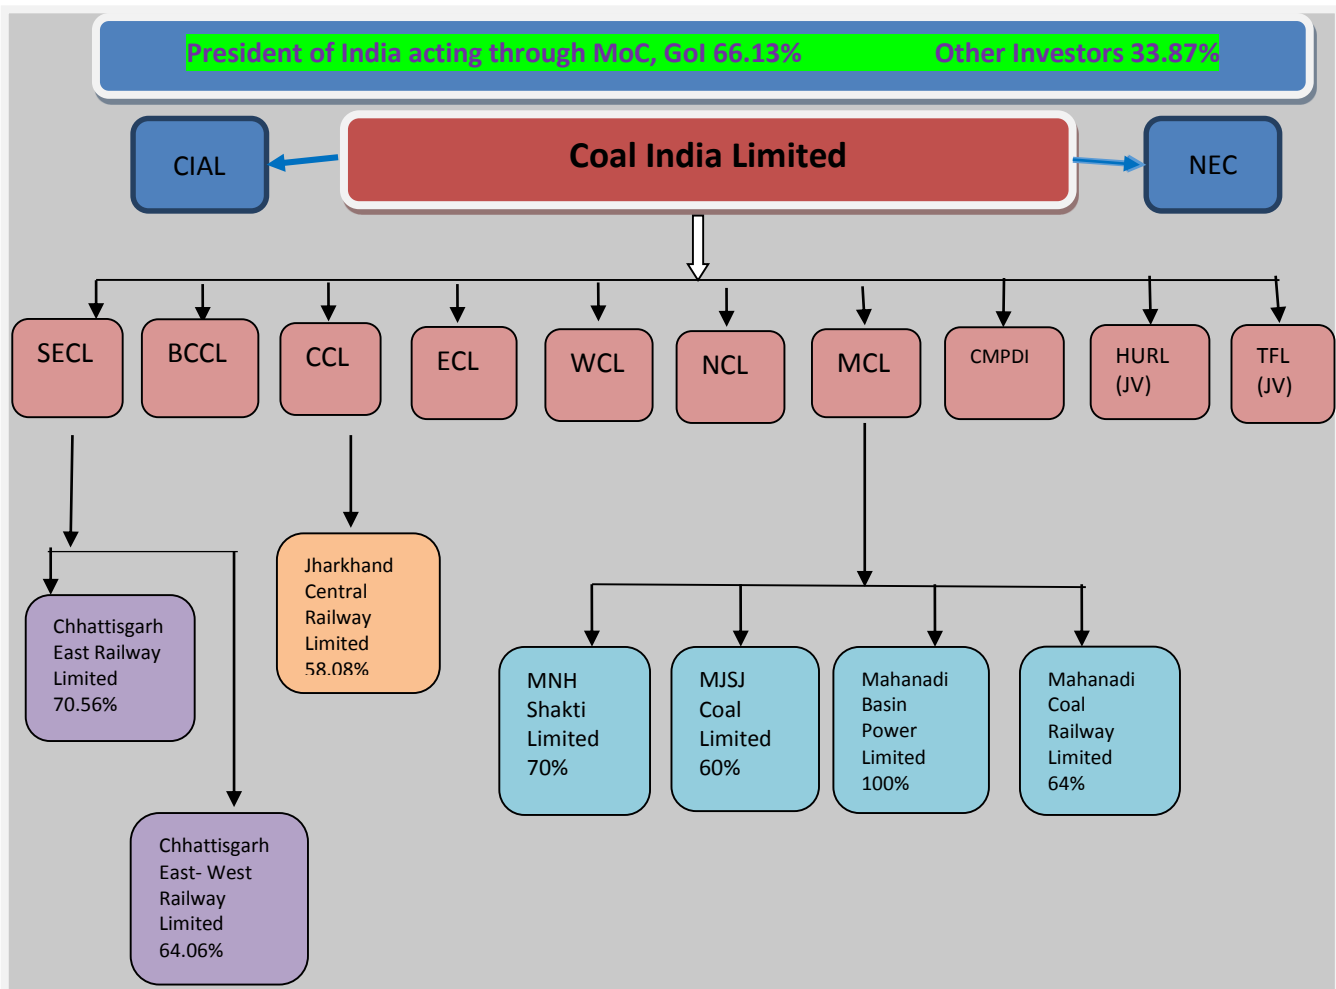 President of India acting through MoC, GoI 66.13% Other Investors 33.87%
CIAL
Coal India Limited
NEC
SECL
BCCL
CCL
ECL
WCL
NCL
MCL
CMPDI
HURL
(JV)
TFL
(JV)
Chhattisgarh
East Railway
Limited
70.56%
Jharkhand
Central
Railway
Limited
58.08%
MNH
Shakti
Limited
70%
MJSJ
Coal
Limited
60%
Mahanadi
Basin
Power
Limited
100%
Mahanadi
Coal
Railway
Limited
64%
Chhattisgarh
East- West
Railway
Limited
64.06%